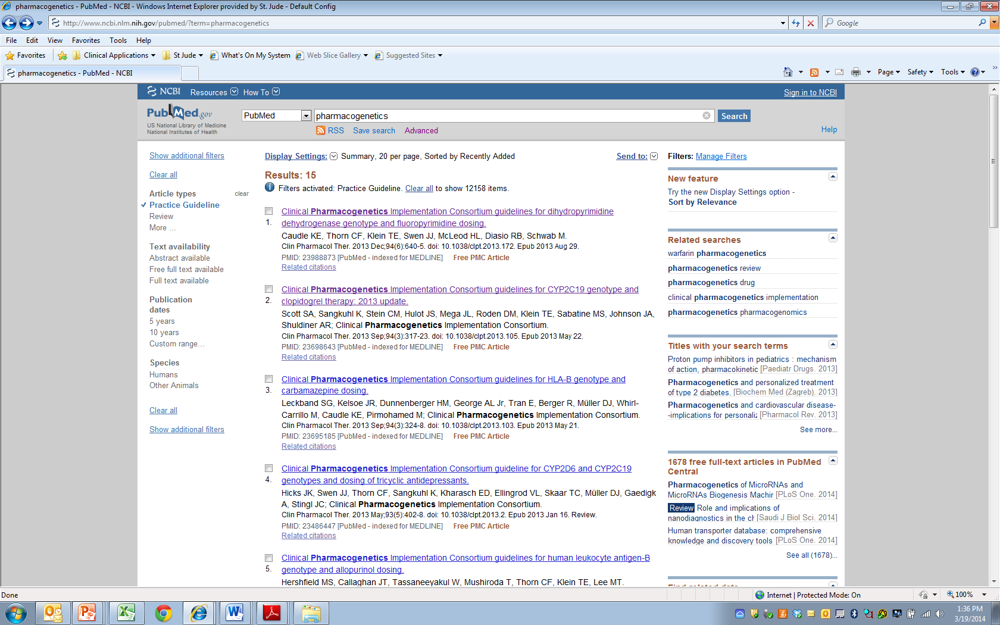 pharmacogenetics - PubMed - NCBI - Windows Internet Explorer provided by St. Jude - Default Config
http://www.ncbi.nlm.nih.gov/pubmed/?term=pharmacogenetics
Google
File Edit View Favorites Tools Help
Favorites Clinical Applications St Jude What's On My System Web Slice Gallery Suggested Sites
pharmacogenetics - PubMed - NCBI
Page Safety Tools
NCBI Resources How To Sign in to NCBI
PubMed.gov
US National Library of Medicine
National Institutes of Health
PubMed pharmacogenetics Search
RSS Save search Advanced Help
Show additional filters
Clear all
Article types clear
Practice Guideline
Review
More ...
Text availability
Abstract available
Free full text available
Full text available
Publication
dates
5 years
10 years
Custom range...
Species
Humans
Other Animals
Clear all
Show additional filters
Display Settings: Summary, 20 per page, Sorted by Recently Added Send to:
Results: 15
Filters activated: Practice Guideline. Clear all to show 12158 items.
Clinical Pharmacogenetics Implementation Consortium guidelines for dihydropyrimidine
1. dehydrogenase genotype and fluoropyrimidine dosing.
Caudle KE, Thorn CF, Klein TE, Swen JJ, McLeod HL, Diasio RB, Schwab M.
Clin Pharmacol Ther. 2013 Dec;94(6):640-5. doi: 10.1038/clpt.2013.172. Epub 2013 Aug 29.
PMID: 23988873 [PubMed - indexed for MEDLINE] Free PMC Article
Related citations
Clinical Pharmacogenetics Implementation Consortium guidelines for CYP2C19 genotype and
2. clopidogrel therapy: 2013 update.
Scott SA, Sangkuhl K, Stein CM, Hulot JS, Mega JL, Roden DM, Klein TE, Sabatine MS, Johnson JA,
Shuldiner AR; Clinical Pharmacogenetics Implementation Consortium.
Clin Pharmacol Ther. 2013 Sep;94(3):317-23. doi: 10.1038/clpt.2013.105. Epub 2013 May 22.
PMID: 23698643 [PubMed - indexed for MEDLINE] Free PMC Article
Related citations
Clinical Pharmacogenetics Implementation Consortium guidelines for HLA-B genotype and
3. carbamazepine dosing.
Leckband SG, Kelsoe JR, Dunnenberger HM, George AL Jr, Tran E, Berger R, Müller DJ, Whirl-
Carrillo M, Caudle KE, Pirmohamed M; Clinical Pharmacogenetics Implementation Consortium.
Clin Pharmacol Ther. 2013 Sep;94(3):324-8. doi: 10.1038/clpt.2013.103. Epub 2013 May 21.
PMID: 23695185 [PubMed - indexed for MEDLINE] Free PMC Article
Related citations
Clinical Pharmacogenetics Implementation Consortium guideline for CYP2D6 and CYP2C19
4. genotypes and dosing of tricyclic antidepressants.
Hicks JK, Swen JJ, Thorn CF, Sangkuhl K, Kharasch ED, Ellingrod VL, Skaar TC, Müller DJ, Gaedigk
A, Stingl JC; Clinical Pharmacogenetics Implementation Consortium.
Clin Pharmacol Ther. 2013 May;93(5):402-8. doi: 10.1038/clpt.2013.2. Epub 2013 Jan 16. Review.
PMID: 23486447 [PubMed - indexed for MEDLINE] Free PMC Article
Related citations
Clinical Pharmacogenetics Implementation Consortium guidelines for human leukocyte antigen-B
5. genotype and allopurinol dosing.
Hershfield MS, Callaghan JT, Tassaneeyakul W, Mushiroda T, Thorn CF, Klein TE, Lee MT.
Filters: Manage Filters
New feature
Try the new Display Settings option -
Sort by Relevance
Related searches
warfarin pharmacogenetics
pharmacogenetics review
pharmacogenetics drug
clinical pharmacogenetics implementation
pharmacogenetics pharmacogenomics
Titles with your search terms
Proton pump inhibitors in pediatrics : mechanism
of action, pharmacokinetic [Paediatr Drugs. 2013]
Pharmacogenetics and personalized treatment
of type 2 diabetes. [Biochem Med (Zagreb). 2013]
Pharmacogenetics and cardiovascular disease-
-implications for personaliz [Pharmacol Rev. 2013]
See more...
1678 free full-text articles in PubMed
Central
Pharmacogenetics of MicroRNAs and
MicroRNAs Biogenesis Machin [PLoS One. 2014]
Review Role and implications of
nanodiagnostics in the ch [Saudi J Biol Sci. 2014]
Human transporter database: comprehensive
knowledge and discovery tools [PLoS One. 2014]
See all (1678)...
Find related data
Done Internet | Protected Mode: On 100%
1:36 PM
3/19/2014